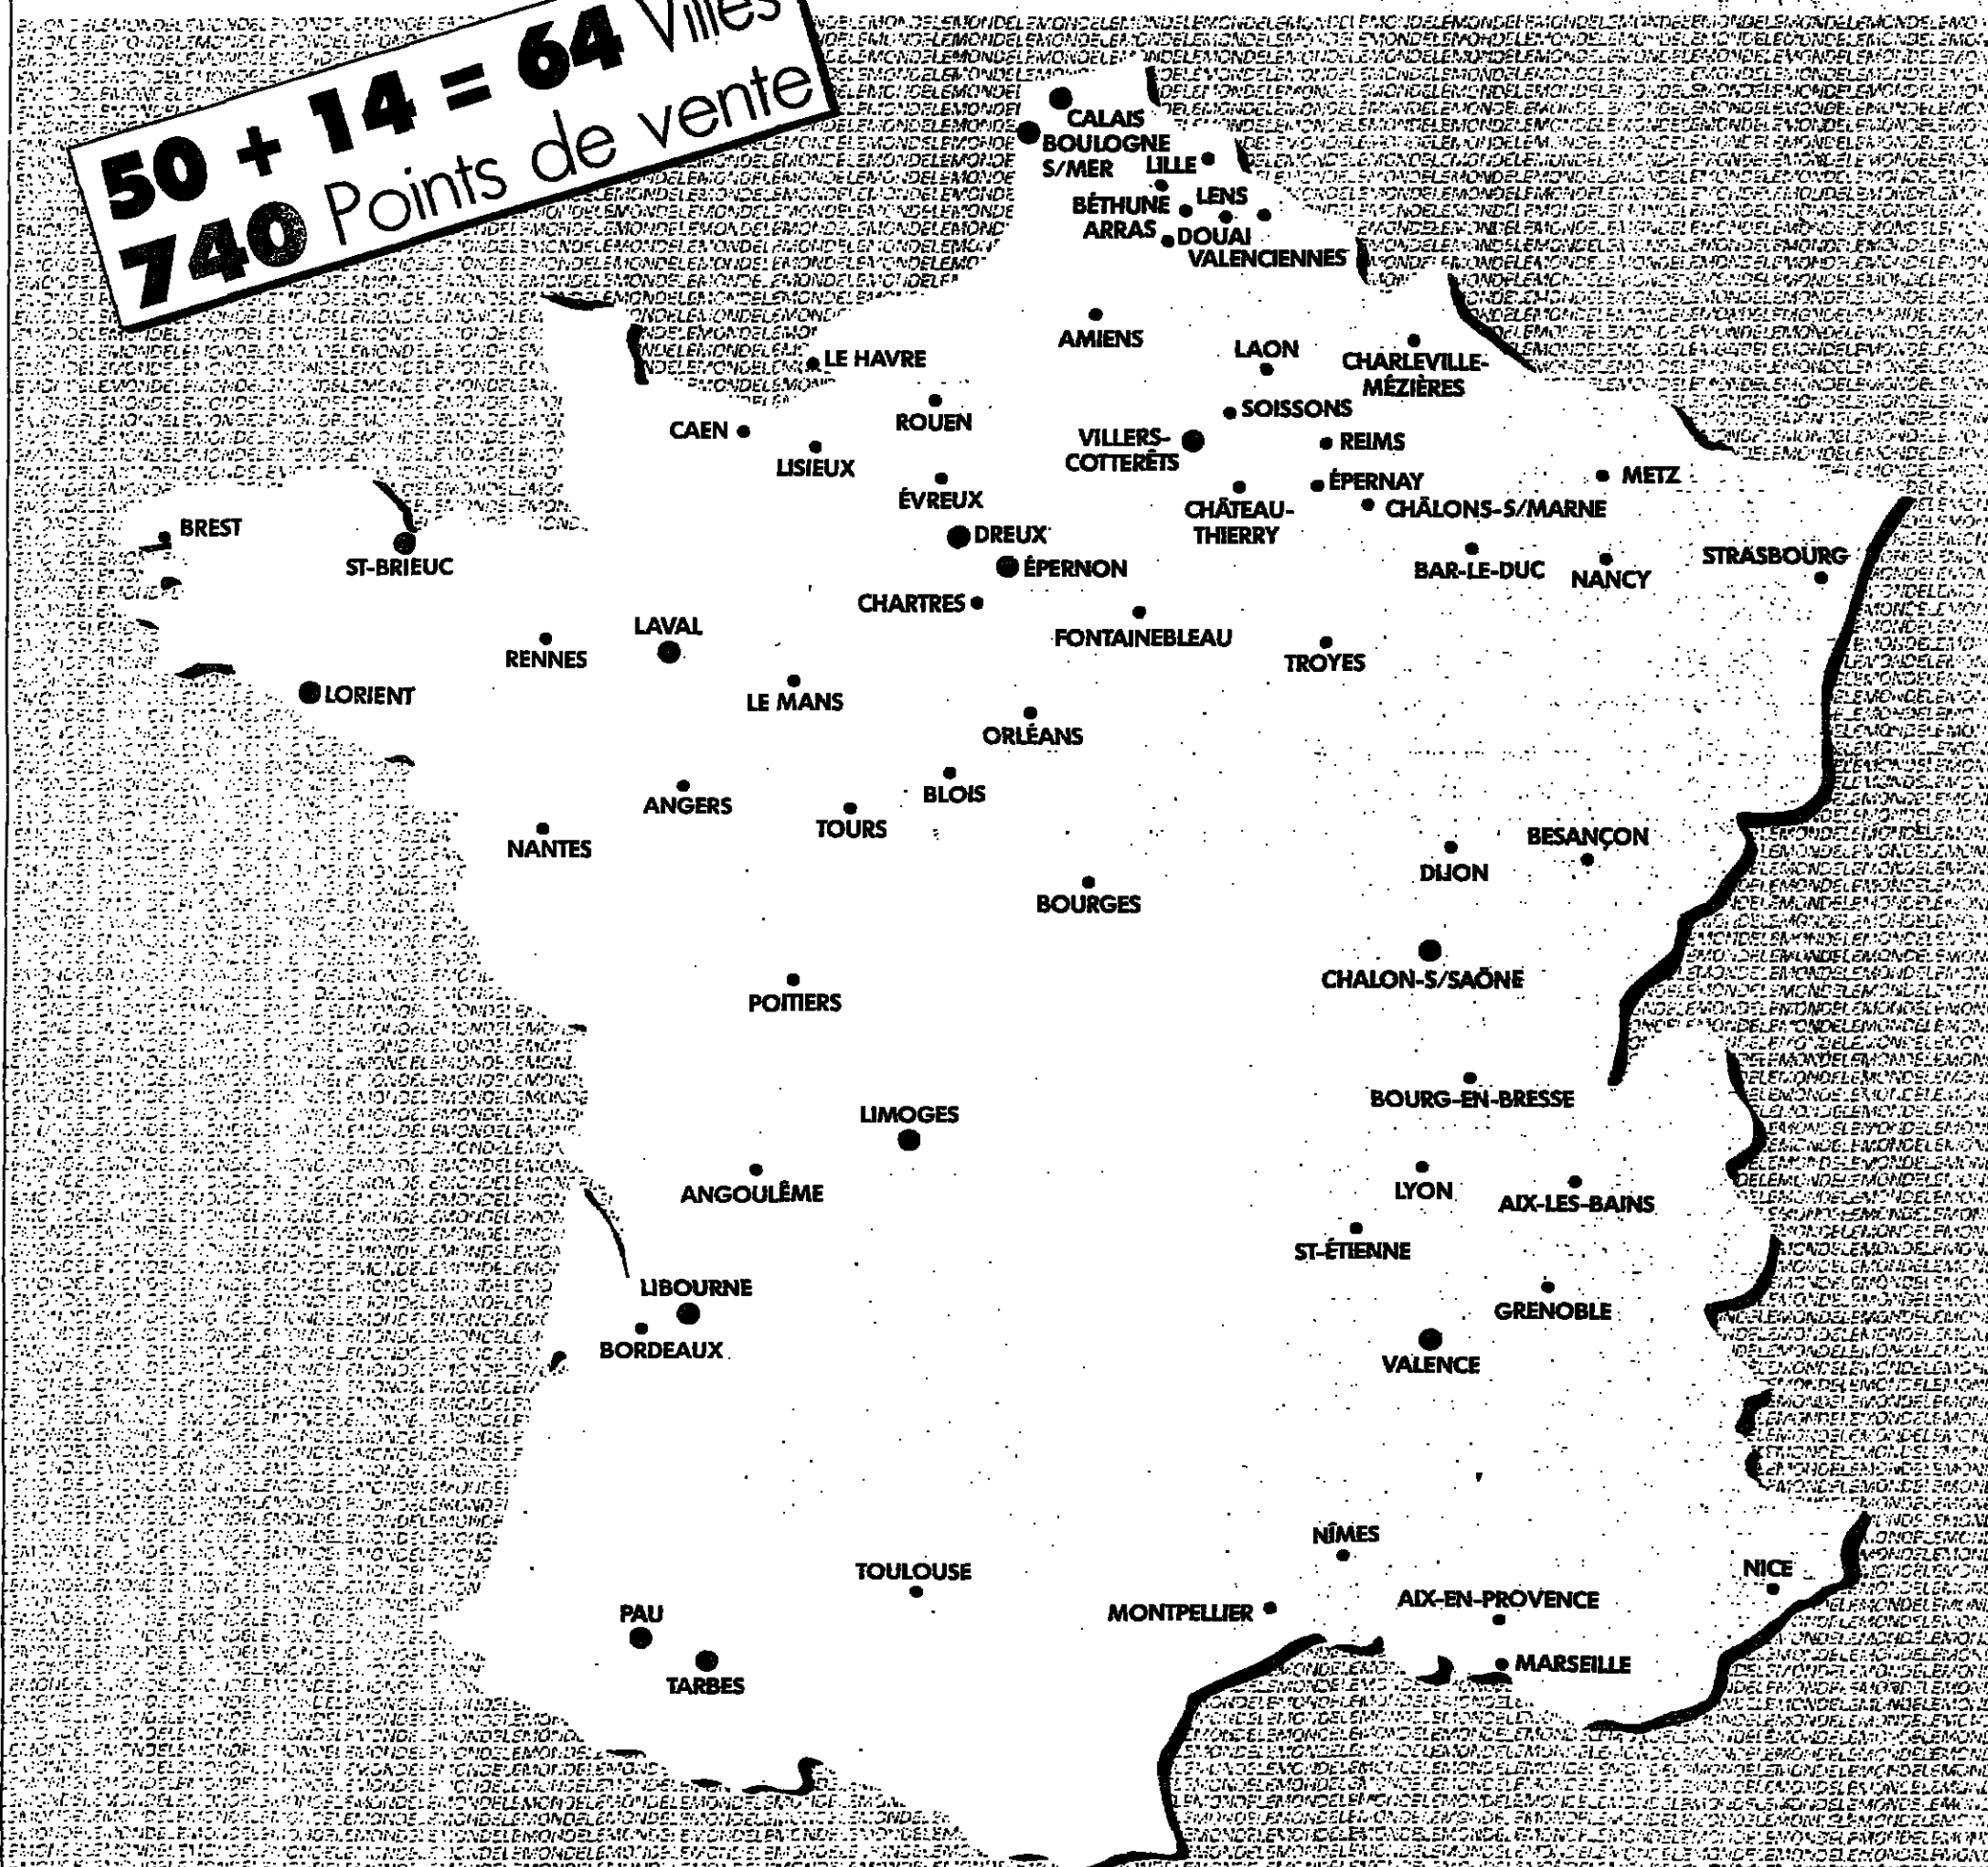 50 + 14 = 64 Villes
740 Points de vente
CALAIS
BOULOGNE
S/MER
LILLE
BÉTHUNE
LENS
ARRAS
DOUAI
VALENCIENNES
AMIENS
LAON
CHARLEVILLE-
MÉZIÈRES
LE HAVRE
ROUEN
SOISSONS
CAEN
LISIEUX
VILLERS-
COTTERÊTS
REIMS
ÉVREUX
ÉPERNAY
METZ
CHÂTEAU-
THIERRY
CHÂLONS-S/MARNE
BREST
ST-BRIEUC
DREUX
ÉPERNON
BAR-LE-DUC
NANCY
STRASBOURG
CHARTRES
FONTAINEBLEAU
LAVAL
RENNES
TROYES
LORIENT
LE MANS
ORLÉANS
ANGERS
BLOIS
TOURS
NANTES
BESANÇON
DIJON
BOURGES
CHALON-S/SAÔNE
POITIERS
BOURG-EN-BRESSE
LIMOGES
ANGOULÊME
LYON
AIX-LES-BAINS
ST-ÉTIENNE
LIBOURNE
BORDEAUX
GRENOBLE
VALENCE
NÎMES
TOULOUSE
NICE
PAU
MONTPELLIER
AIX-EN-PROVENCE
TARBES
MARSEILLE